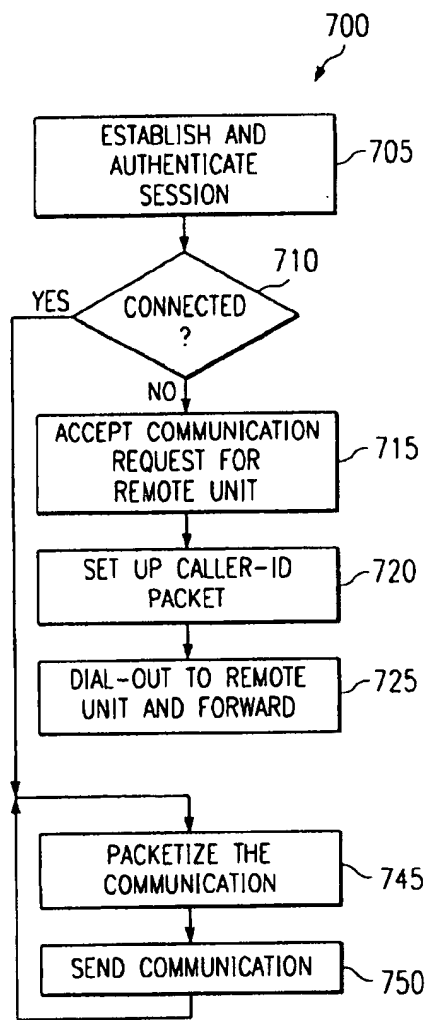 700
ESTABLISH AND
AUTHENTICATE
SESSION
705
710
YES
CONNECTED
?
NO
ACCEPT COMMUNICATION
REQUEST FOR
REMOTE UNIT
715
SET UP CALLER-ID
PACKET
720
DIAL-OUT TO REMOTE
UNIT AND FORWARD
725
PACKETIZE THE
COMMUNICATION
745
SEND COMMUNICATION
750